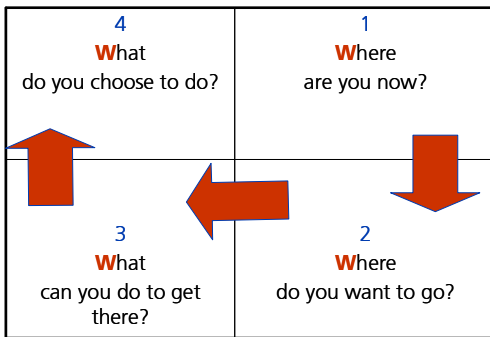 4
What
do you choose to do?
1
Where
are you now?
3
What
can you do to get
there?
2
Where
do you want to go?